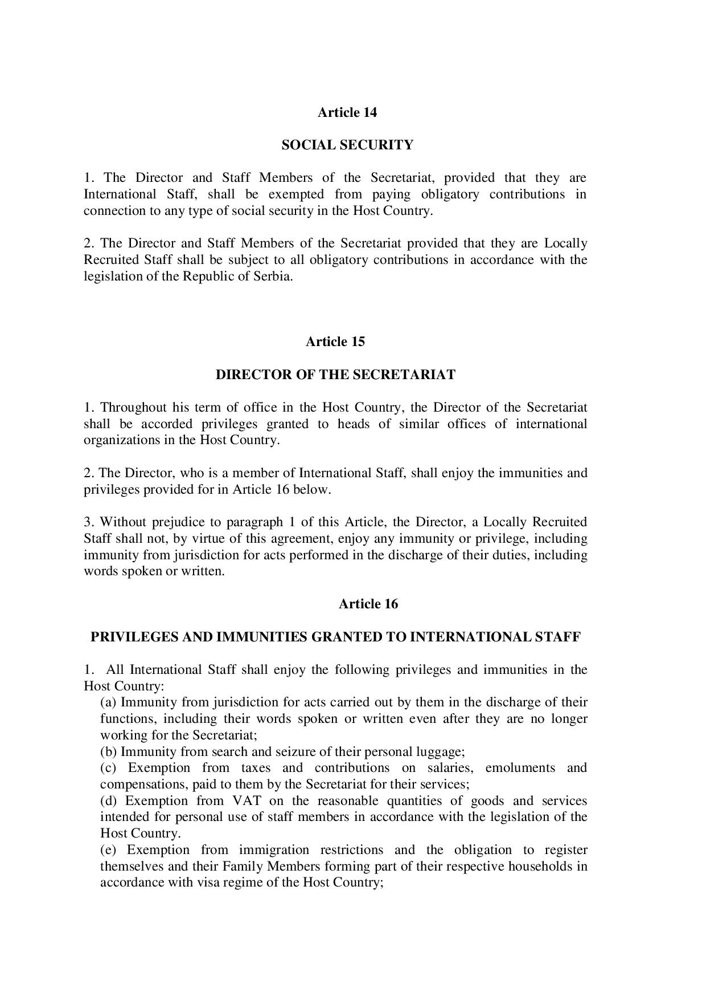 Article 14
SOCIAL SECURITY
1. The Director and Staff Members of the Secretariat, provided that they are
International Staff, shall be exempted from paying obligatory contributions in
connection to any type of social security in the Host Country.
2. The Director and Staff Members of the Secretariat provided that they are Locally
Recruited Staff shall be subject to all obligatory contributions in accordance with the
legislation of the Republic of Serbia.
Article 15
DIRECTOR OF THE SECRETARIAT
1. Throughout his term of office in the Host Country, the Director of the Secretariat
shall be accorded privileges granted to heads of similar offices of international
organizations in the Host Country.
2. The Director, who is a member of International Staff, shall enjoy the immunities and
privileges provided for in Article 16 below.
3. Without prejudice to paragraph 1 of this Article, the Director, a Locally Recruited
Staff shall not, by virtue of this agreement, enjoy any immunity or privilege, including
immunity from jurisdiction for acts performed in the discharge of their duties, including
words spoken or written.
Article 16
PRIVILEGES AND IMMUNITIES GRANTED TO INTERNATIONAL STAFF
1. All International Staff shall enjoy the following privileges and immunities in the
Host Country:
(a) Immunity from jurisdiction for acts carried out by them in the discharge of their
functions, including their words spoken or written even after they are no longer
working for the Secretariat;
(b) Immunity from search and seizure of their personal luggage;
(c) Exemption from taxes and contributions on salaries, emoluments and
compensations, paid to them by the Secretariat for their services;
(d) Exemption from VAT on the reasonable quantities of goods and services
intended for personal use of staff members in accordance with the legislation of the
Host Country.
(e) Exemption from immigration restrictions and the obligation to register
themselves and their Family Members forming part of their respective households in
accordance with visa regime of the Host Country;